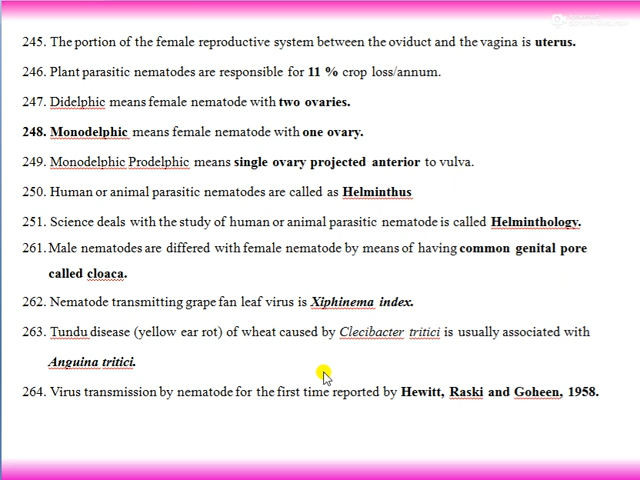 245. The portion of the female reproductive system between the oviduct and the vagina is uterus.
246. Plant parasitic nematodes are responsible for 11 % crop loss/annum.
247. Didelphic means female nematode with two ovaries.
248. Monodelphic means female nematode with one ovary.
249. Monodelphic Prodelphic means single ovary projected anterior to vulva.
250. Human or animal parasitic nematodes are called as Helminthus
251. Science deals with the study of human or animal parasitic nematode is called Helminthology.
261. Male nematodes are differed with female nematode by means of having common genital pore
called cloaca.
262. Nematode transmitting grape fan leaf virus is Xiphinema index.
263. Tundu disease (yellow ear rot) of wheat caused by Clecibacter tritici is usually associated with
Anguina tritici.
264. Virus transmission by nematode for the first time reported by Hewitt, Raski and Goheen, 1958.